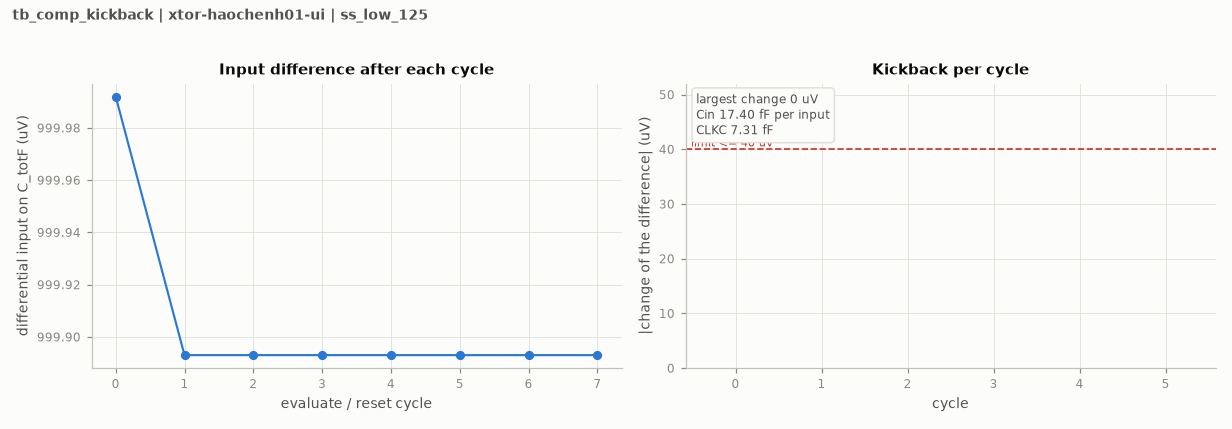 tb_comp_kickback | xtor-haochenh01-ui | ss_low_125
Input difference after each cycle
differential input on C_totF (uV)
999.98
999.96
999.94
999.92
999.90
0 1 2 3 4 5 6 7
evaluate / reset cycle
Kickback per cycle
|change of the difference| (uV)
50
40
30
20
10
0
largest change 0 uV
Cin 17.40 fF per input
CLKC 7.31 fF
limit <= 40 uV
0 1 2 3 4 5
cycle